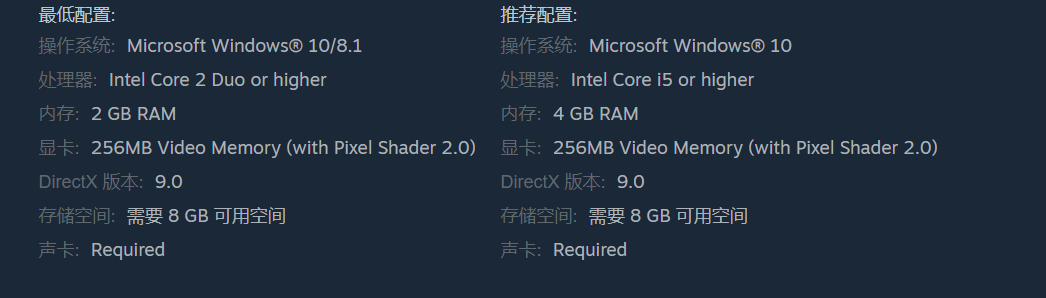 最低配置:
操作系统: Microsoft Windows® 10/8.1
处理器: Intel Core 2 Duo or higher
内存: 2 GB RAM
显卡: 256MB Video Memory (with Pixel Shader 2.0)
DirectX 版本: 9.0
存储空间: 需要 8 GB 可用空间
声卡: Required
推荐配置:
操作系统: Microsoft Windows® 10
处理器: Intel Core i5 or higher
内存: 4 GB RAM
显卡: 256MB Video Memory (with Pixel Shader 2.0)
DirectX 版本: 9.0
存储空间: 需要 8 GB 可用空间
声卡: Required